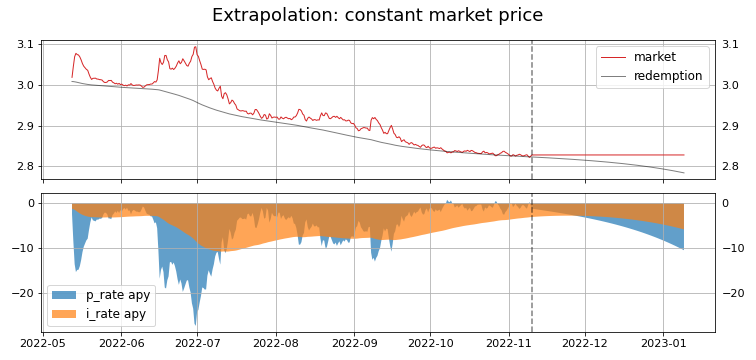 Extrapolation: constant market price
3.1 3.1
market
redemption
3.0 3.0
2.9 2.9
2.8 2.8
0 0
−10 −10
p_rate apy
i_rate apy
−20 −20
2022-05 2022-06 2022-07 2022-08 2022-09 2022-10 2022-11 2022-12 2023-01